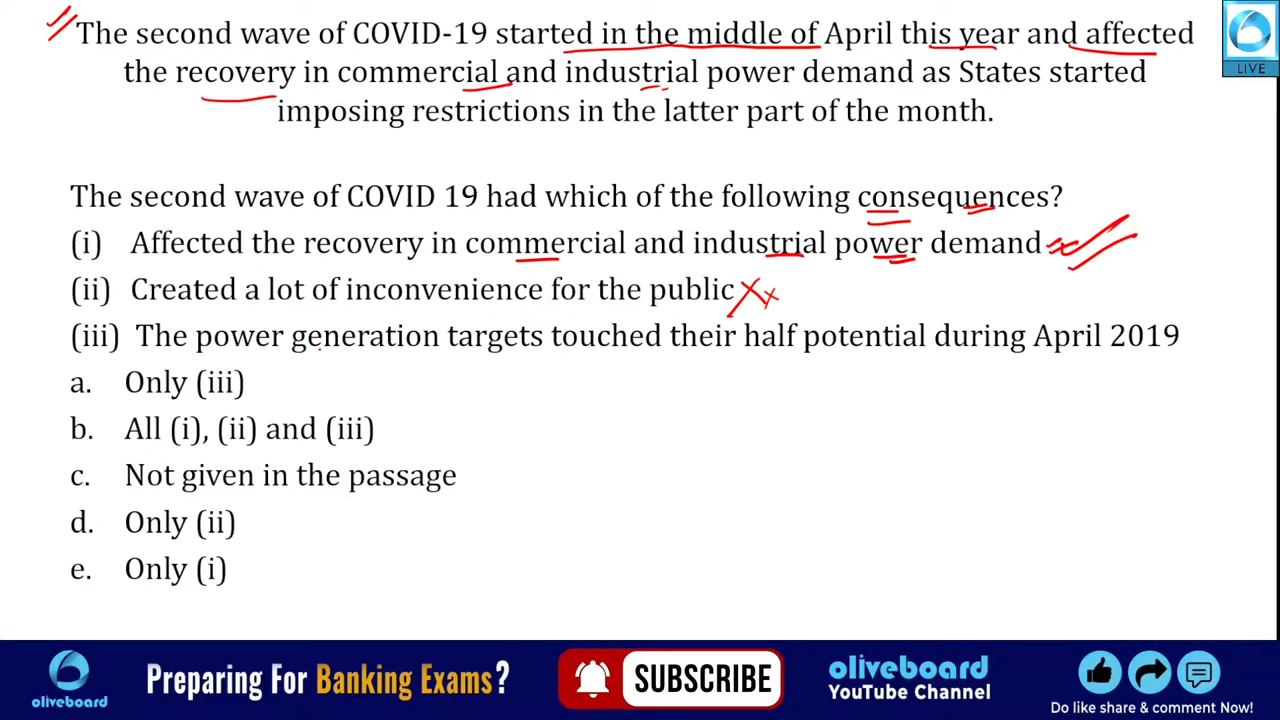 The second wave of COVID-19 started in the middle of April this year and affected
the recovery in commercial and industrial power demand as States started
imposing restrictions in the latter part of the month.
LIVE
The second wave of COVID 19 had which of the following consequences?
(i) Affected the recovery in commercial and industrial power demand
(ii) Created a lot of inconvenience for the public
(iii) The power generation targets touched their half potential during April 2019
a. Only (iii)
b. All (i), (ii) and (iii)
c. Not given in the passage
d. Only (ii)
e. Only (i)
oliveboard
Preparing For Banking Exams?
SUBSCRIBE
oliveboard
YouTube Channel
Do like share & comment Now!